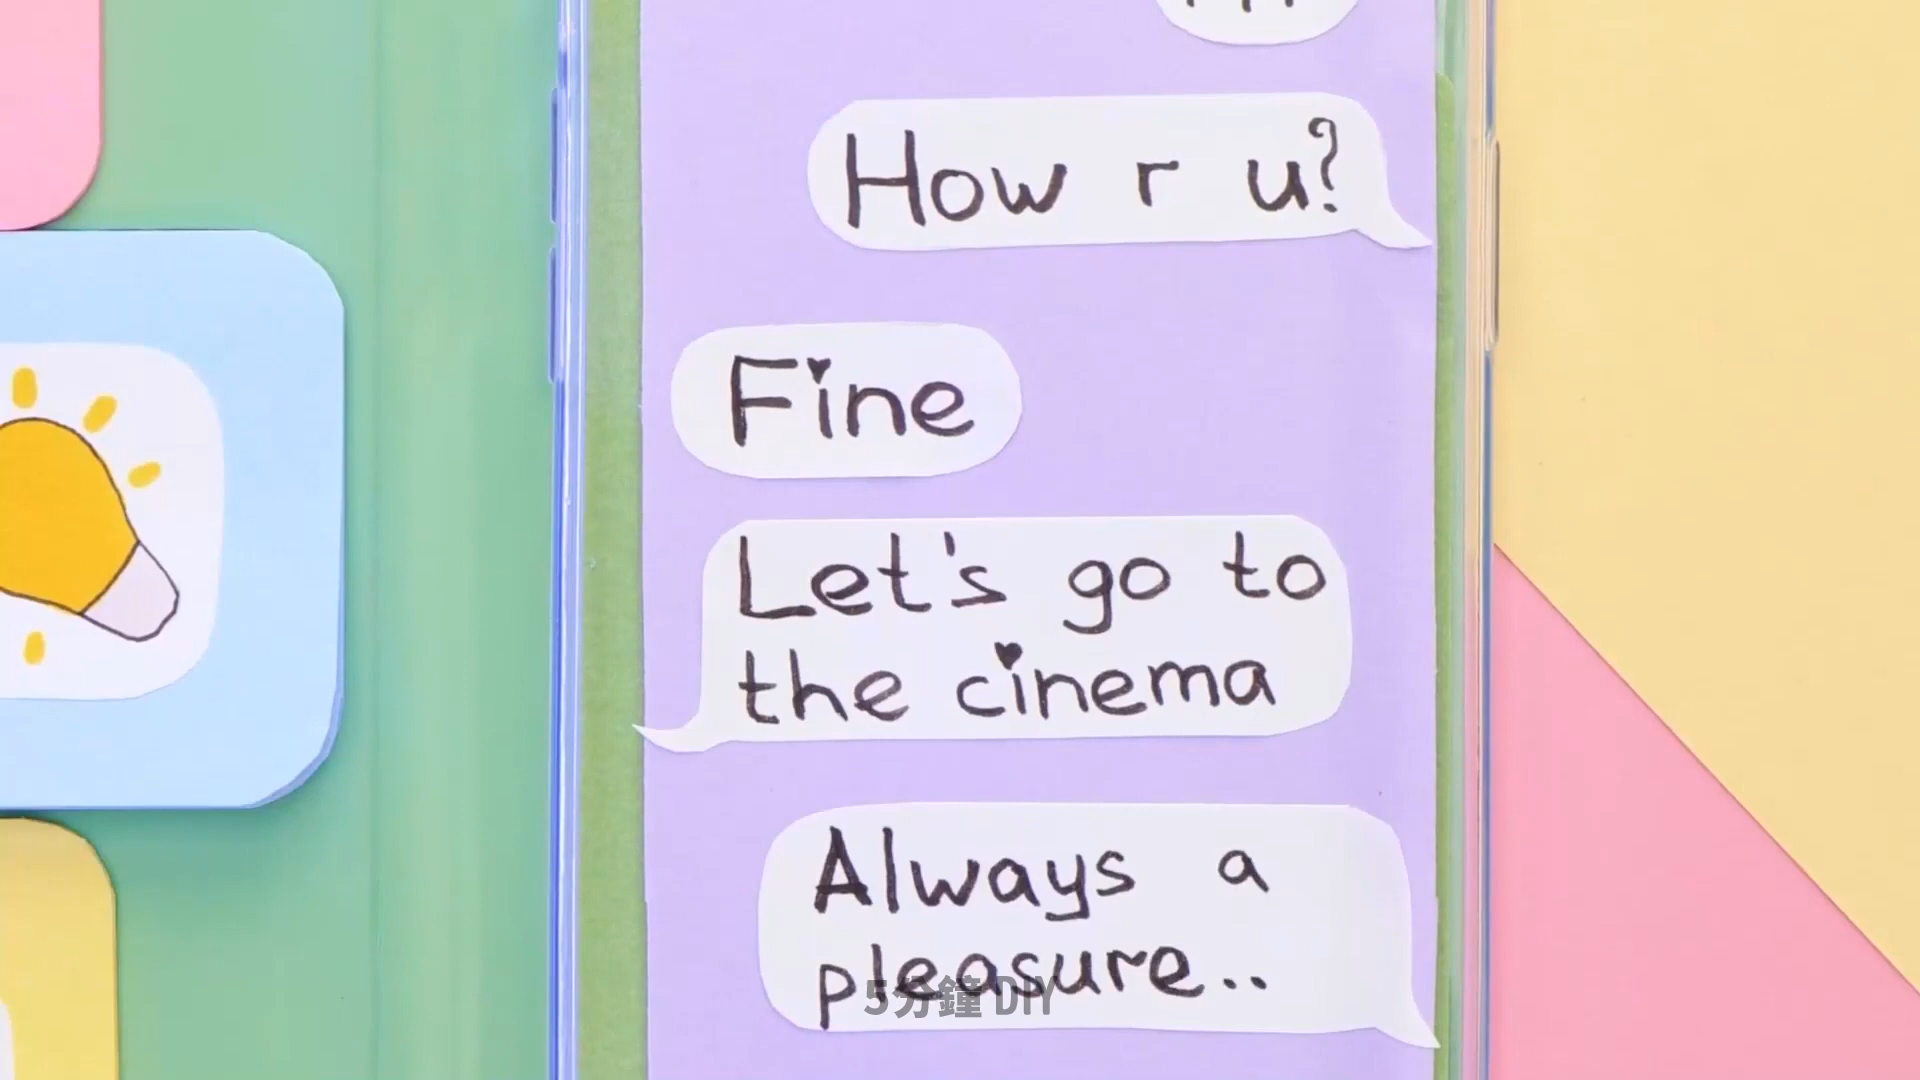 How r u?
Fine
Let's go to
the cinema
Always a
pleasure..
5分鐘 DIY